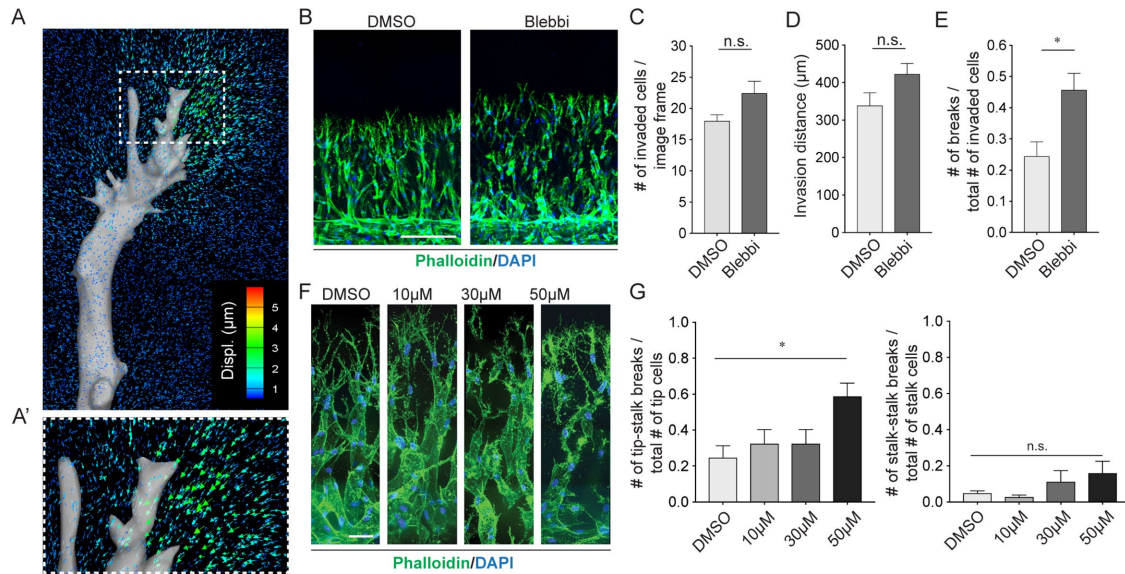 A
Displ. (µm)
5
4
3
2
1
A'
B
DMSO
Blebbi
Phalloidin/DAPI
C
# of invaded cells /
image frame
30
25
20
15
10
5
0
n.s.
DMSO
Blebbi
D
Invasion distance (µm)
500
400
300
200
100
0
n.s.
DMSO
Blebbi
E
# of breaks /
total # of invaded cells
0.6
0.5
0.4
0.3
0.2
0.1
0.0
*
DMSO
Blebbi
F
DMSO
10µM
30µM
50µM
Phalloidin/DAPI
G
# of tip-stalk breaks /
total # of tip cells
1.0
0.8
0.6
0.4
0.2
0.0
*
DMSO
10µM
30µM
50µM
# of stalk-stalk breaks /
total # of stalk cells
1.0
0.8
0.6
0.4
0.2
0.0
n.s.
DMSO
10µM
30µM
50µM